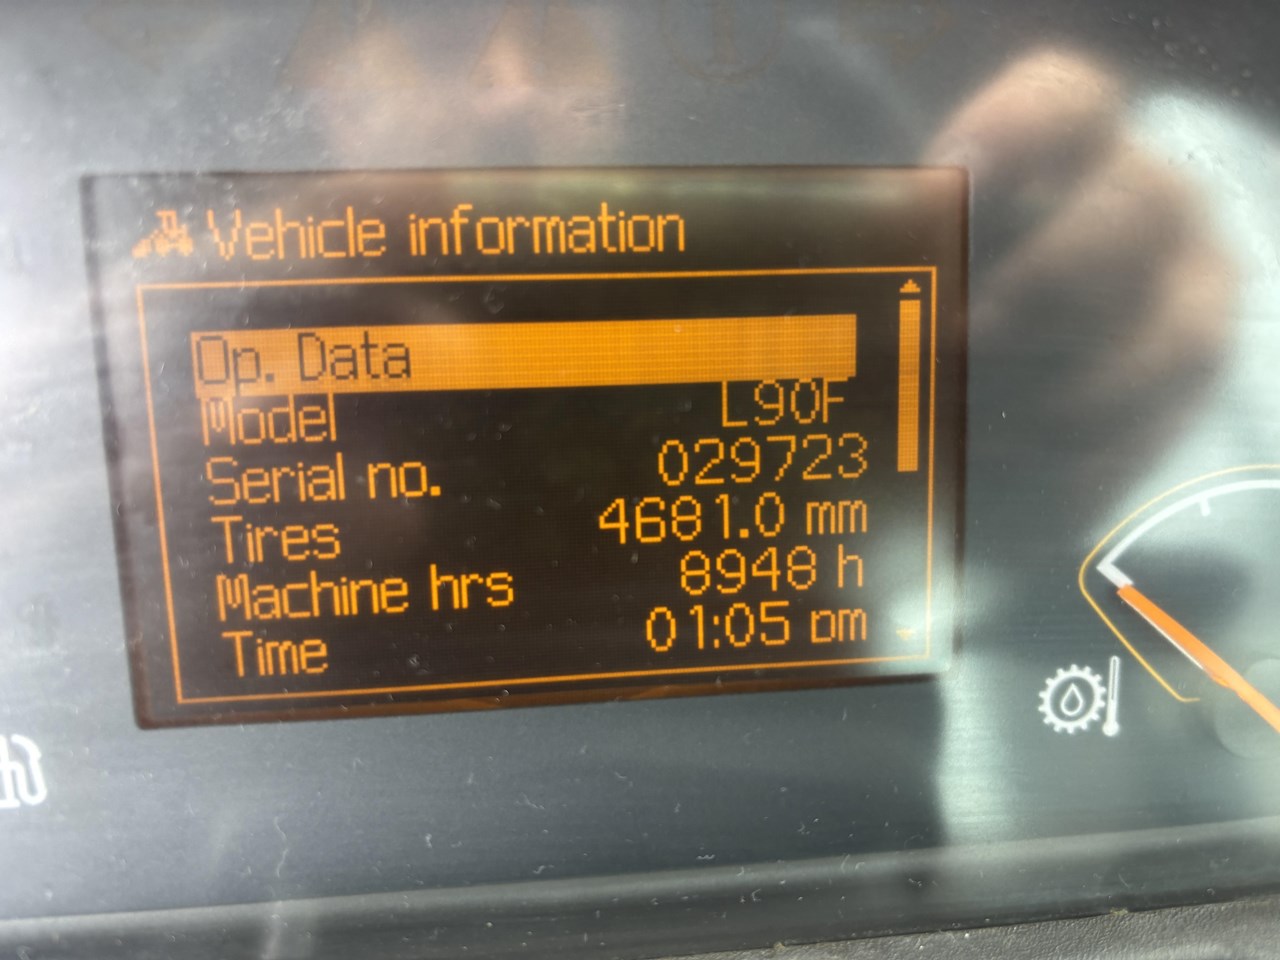 Vehicle information
Op. Data
Model L90F
Serial no. 029723
Tires 4681.0 mm
Machine hrs 8948 h
Time 01:05 pm